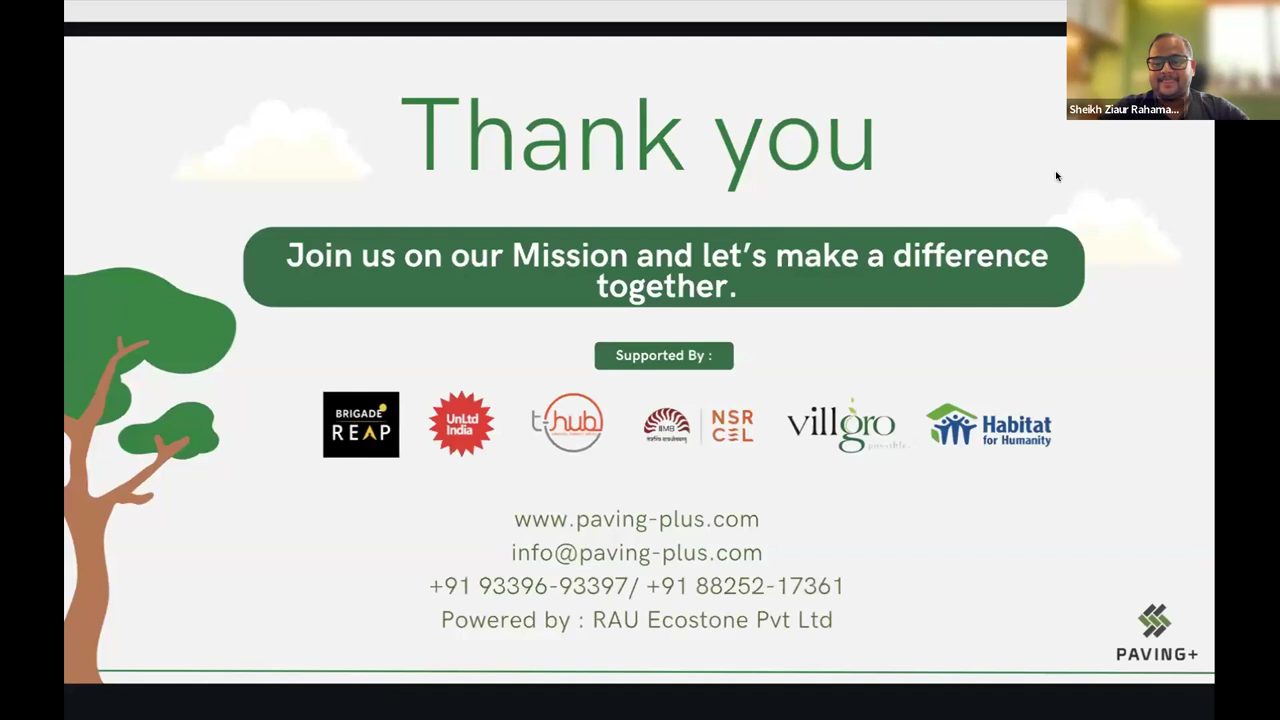 Sheikh Ziaur Rahama...
Thank you
Join us on our Mission and let's make a difference
together.
Supported By :
BRIGADE
REAP
UnLtd
India
t-hub
IIMB
NSR
CEL
villgro
Habitat
for Humanity
www.paving-plus.com
info@paving-plus.com
+91 93396-93397/ +91 88252-17361
Powered by : RAU Ecostone Pvt Ltd
PAVING+